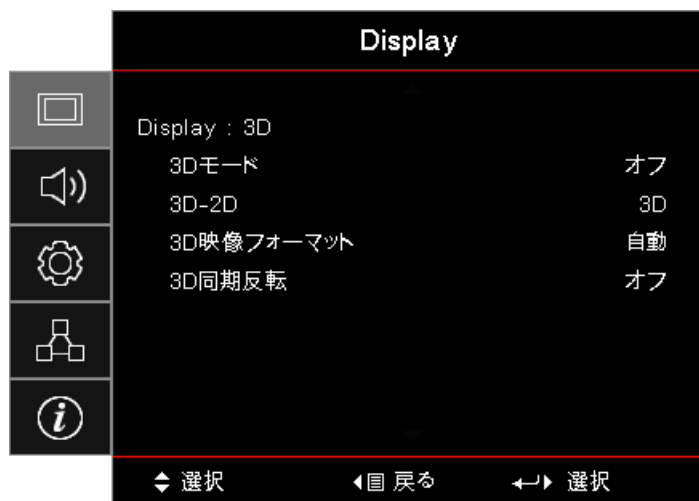 Display
Display : 3D
3Dモード オフ
3D-2D 3D
3D映像フォーマット 自動
3D同期反転 オフ
選択 戻る 選択